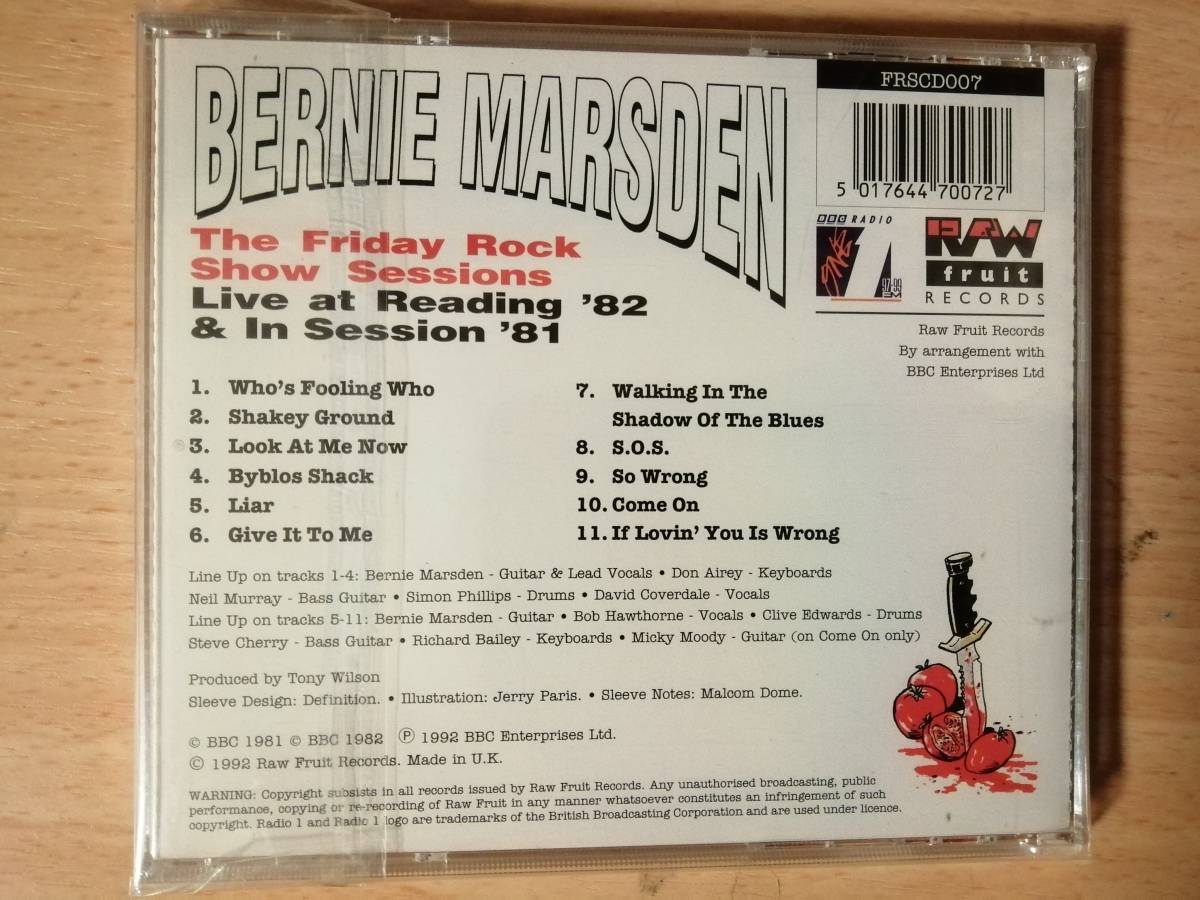 BERNIE MARSDEN
The Friday Rock
Show Sessions
Live at Reading '82
& In Session '81
FRSCD007
5 017644 700727
BBC RADIO
ONE
1
97-99
FM
RAW
fruit
RECORDS
Raw Fruit Records
By arrangement with
BBC Enterprises Ltd
1. Who's Fooling Who
2. Shakey Ground
3. Look At Me Now
4. Byblos Shack
5. Liar
6. Give It To Me
7. Walking In The
Shadow Of The Blues
8. S.O.S.
9. So Wrong
10. Come On
11. If Lovin' You Is Wrong
Line Up on tracks 1-4: Bernie Marsden - Guitar & Lead Vocals • Don Airey - Keyboards
Neil Murray - Bass Guitar • Simon Phillips - Drums • David Coverdale - Vocals
Line Up on tracks 5-11: Bernie Marsden - Guitar • Bob Hawthorne - Vocals • Clive Edwards - Drums
Steve Cherry - Bass Guitar • Richard Bailey - Keyboards • Micky Moody - Guitar (on Come On only)
Produced by Tony Wilson
Sleeve Design: Definition. • Illustration: Jerry Paris. • Sleeve Notes: Malcom Dome.
© BBC 1981 © BBC 1982 ℗ 1992 BBC Enterprises Ltd.
© 1992 Raw Fruit Records. Made in U.K.
WARNING: Copyright subsists in all records issued by Raw Fruit Records. Any unauthorised broadcasting, public
performance, copying or re-recording of Raw Fruit in any manner whatsoever constitutes an infringement of such
copyright. Radio 1 and Radio 1 logo are trademarks of the British Broadcasting Corporation and are used under licence.